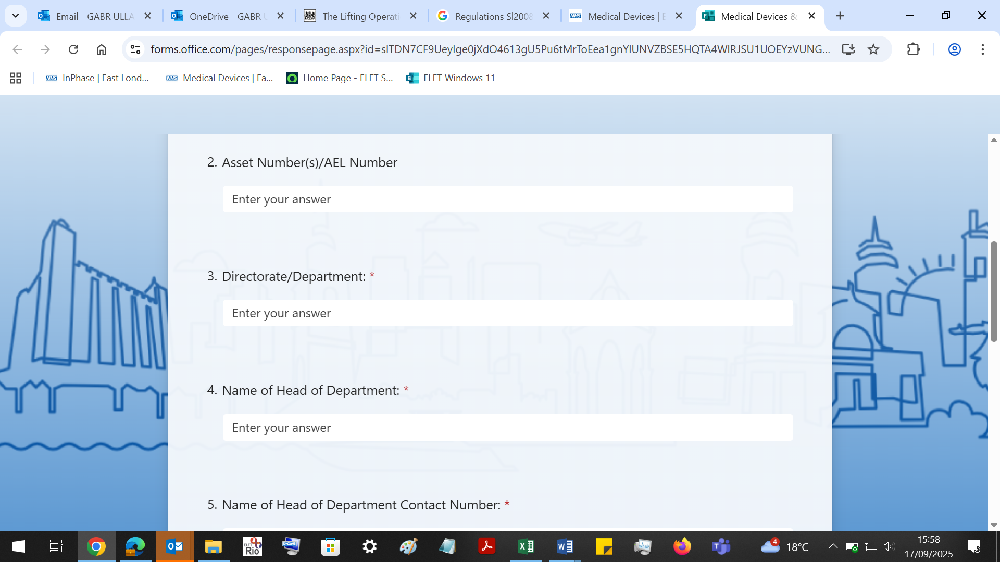 Email - GABR ULLA
OneDrive - GABR U
The Lifting Operati
Regulations SI2008
Medical Devices | E
Medical Devices &
forms.office.com/pages/responsepage.aspx?id=slTDN7CF9UeyIge0jXdO4613gU5Pu6tMrToEea1gnYlUNVZBSE5HQTA4WlRJSU1UOEYzVUNG...
NHS InPhase | East Lond...
NHS Medical Devices | Ea...
Home Page - ELFT S...
ELFT Windows 11
2. Asset Number(s)/AEL Number
Enter your answer
3. Directorate/Department: *
Enter your answer
4. Name of Head of Department: *
Enter your answer
5. Name of Head of Department Contact Number: *
ELFT
Rio
4
18°C
15:58
17/09/2025